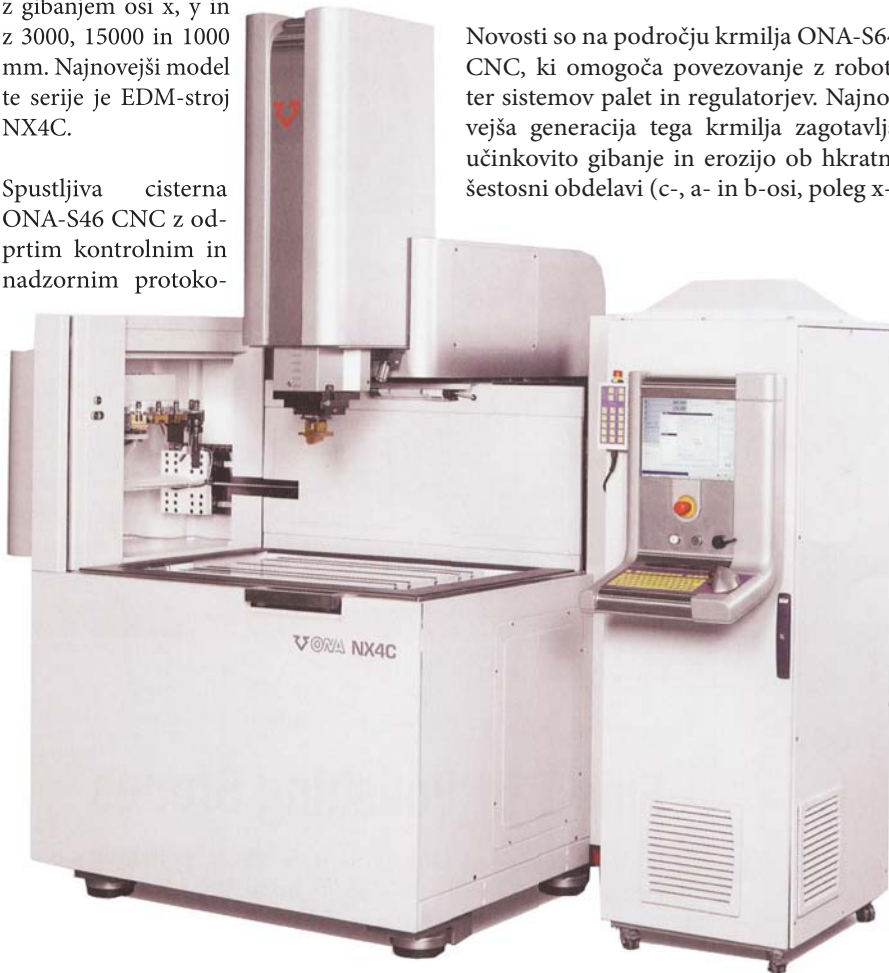 z gibanjem osi x, y in
z 3000, 15000 in 1000
mm. Najnovejši model
te serije je EDM-stroj
NX4C.
Spustljiva cisterna
ONA-S46 CNC z od-
prtim kontrolnim in
nadzornim protoko-
Novosti so na področju krmilja ONA-S64
CNC, ki omogoča povezovanje z robot
ter sistemov palet in regulatorjev. Najno
vejša generacija tega krmilja zagotavlja
učinkovito gibanje in erozijo ob hkratn
šestosni obdelavi (c-, a- in b-osi, poleg x-
ONA NX4C